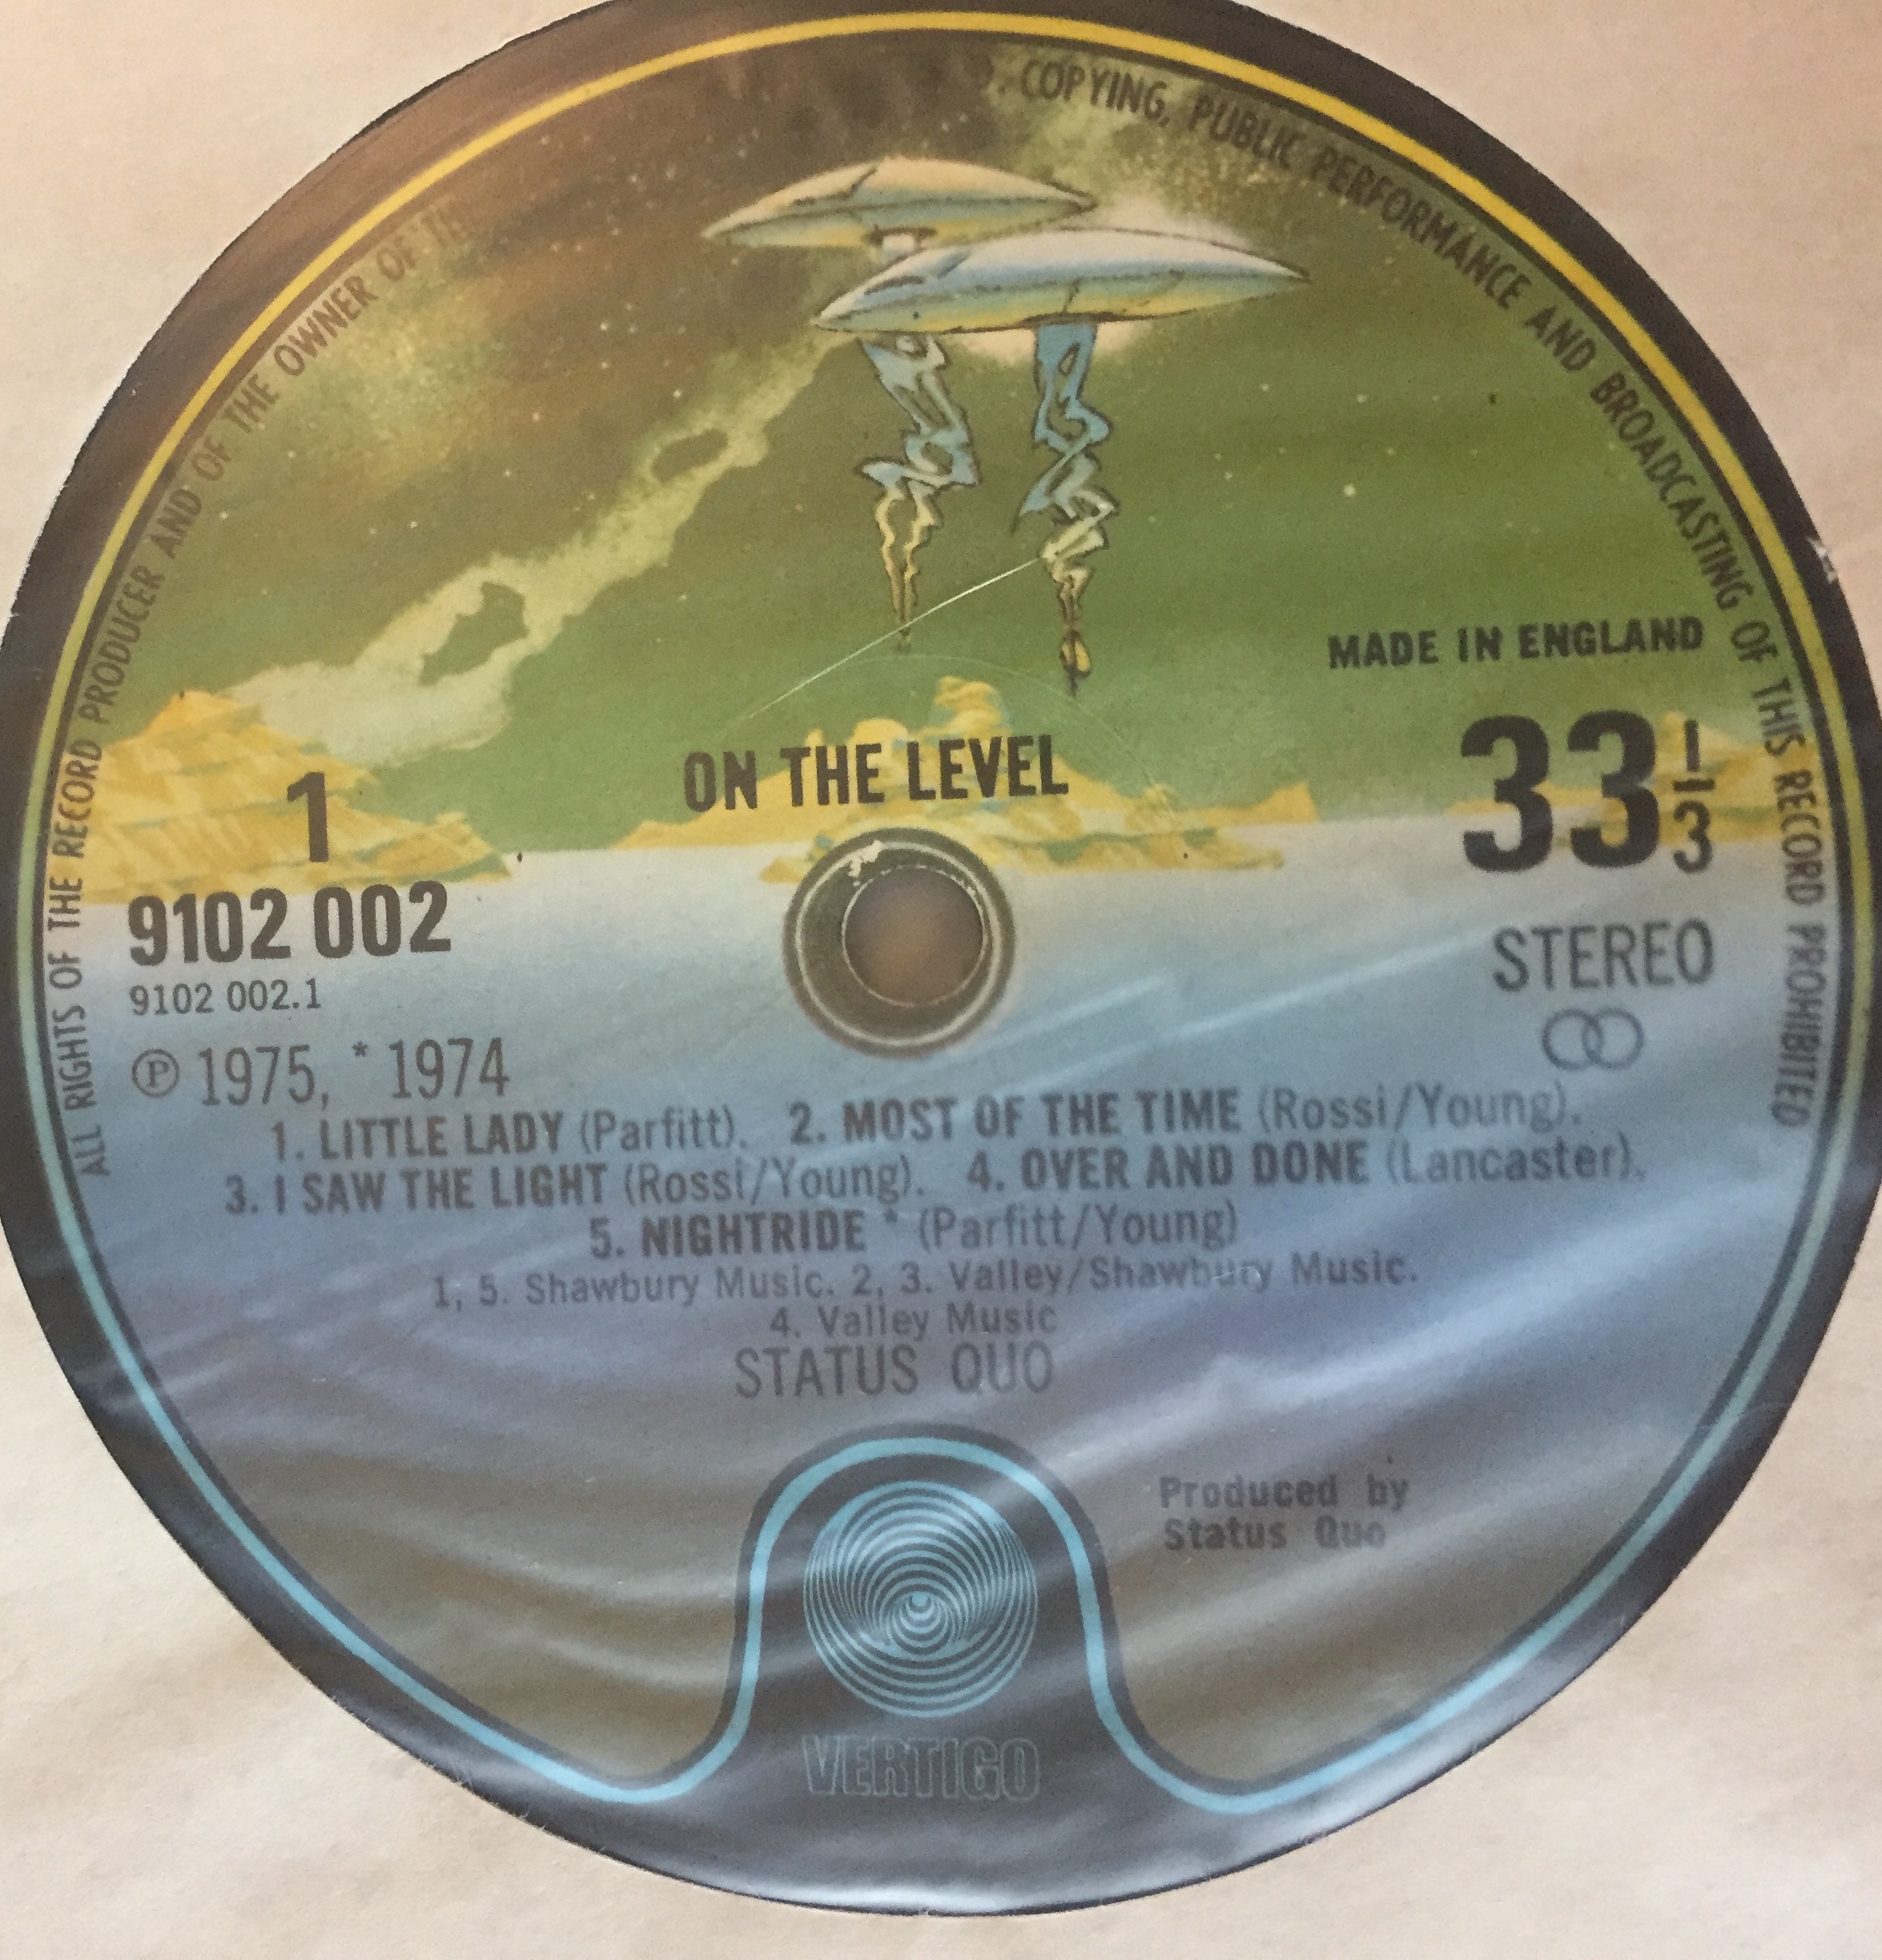 ALL RIGHTS OF THE RECORD PRODUCER AND OF THE OWNER OF
COPYING, PUBLIC PERFORMANCE AND BROADCASTING OF THIS RECORD PROHIBITED
MADE IN ENGLAND
ON THE LEVEL
33 1/3
1
9102 002
STEREO
9102 002.1
℗ 1975, * 1974
1. LITTLE LADY (Parfitt). 2. MOST OF THE TIME (Rossi/Young).
3. I SAW THE LIGHT (Rossi/Young). 4. OVER AND DONE (Lancaster).
5. NIGHTRIDE * (Parfitt/Young)
1, 5. Shawbury Music. 2, 3. Valley/Shawbury Music.
4. Valley Music
STATUS QUO
Produced by
Status Quo
VERTIGO